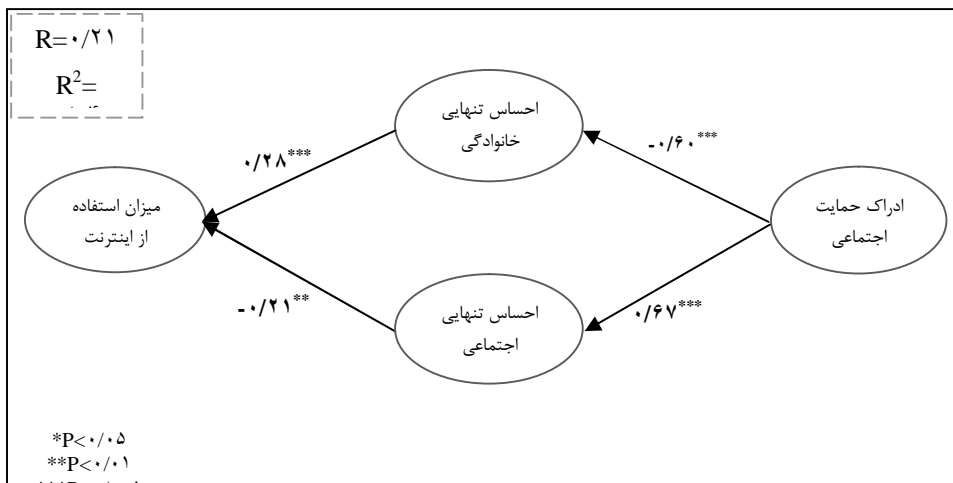 R=۰/۲۱
R²=
احساس تنهایی
خانوادگی
-۰/۶۰***
۰/۲۸***
ادراک حمایت
اجتماعی
میزان استفاده
از اینترنت
-۰/۲۱**
۰/۶۷***
احساس تنهایی
اجتماعی
*P<۰/۰۵
**P<۰/۰۱